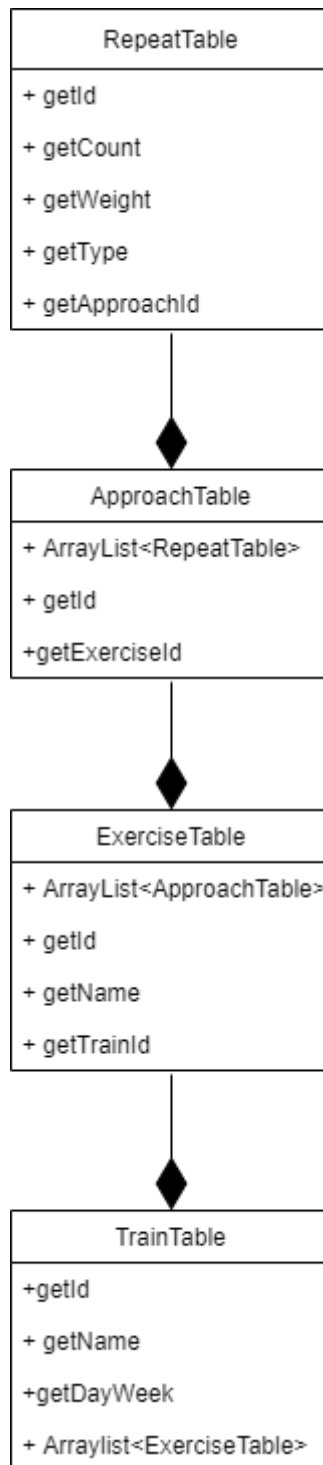 RepeatTable
+ getId
+ getCount
+ getWeight
+ getType
+ getApproachId
ApproachTable
+ ArrayList<RepeatTable>
+ getId
+getExerciseId
ExerciseTable
+ ArrayList<ApproachTable>
+ getId
+ getName
+ getTrainId
TrainTable
+getId
+ getName
+getDayWeek
+ Arraylist<ExerciseTable>